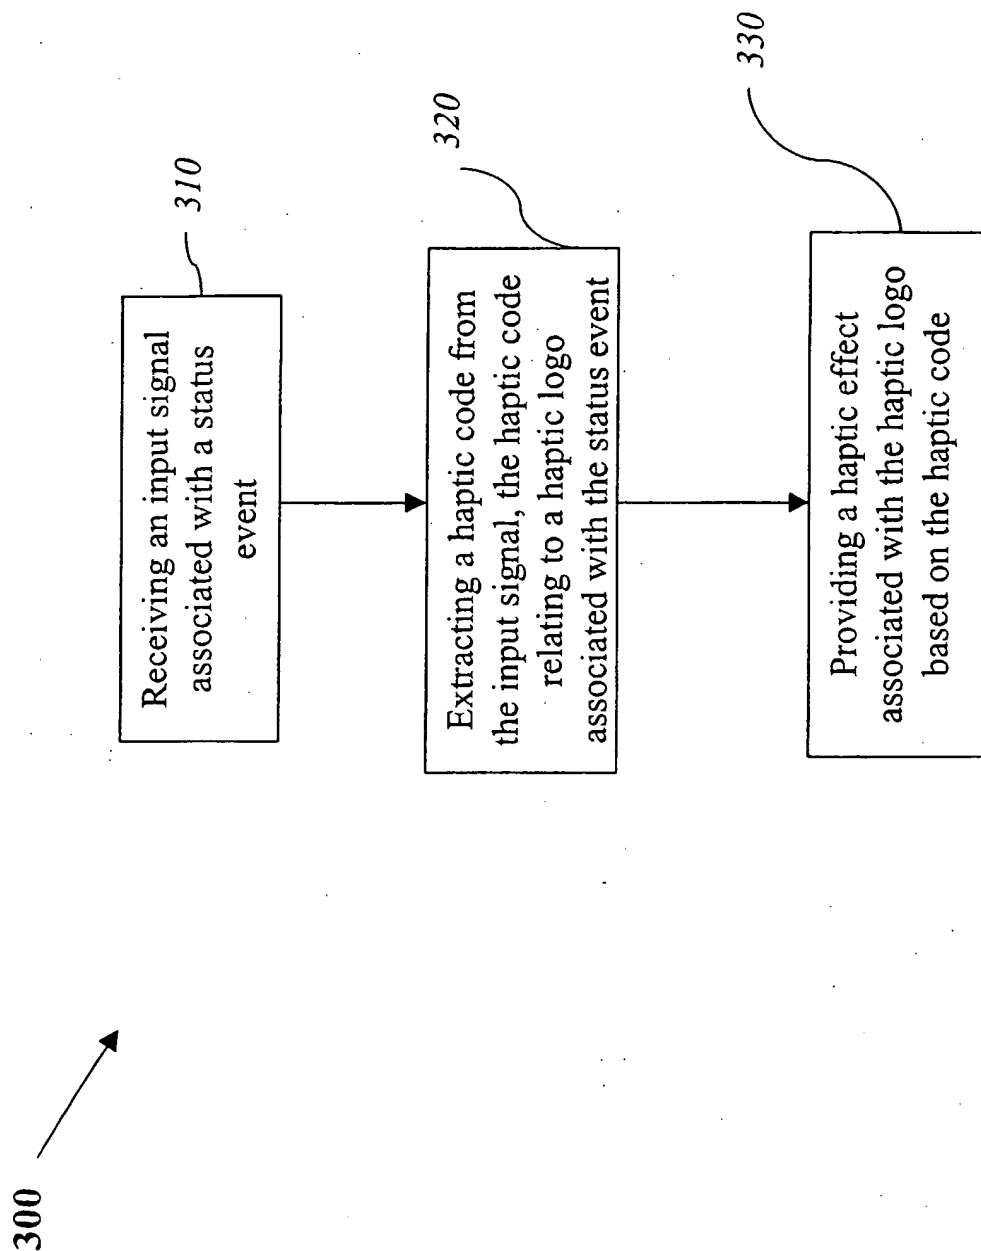 300
310
Receiving an input signal
associated with a status
event
320
Extracting a haptic code from
the input signal, the haptic code
relating to a haptic logo
associated with the status event
330
Providing a haptic effect
associated with the haptic logo
based on the haptic code